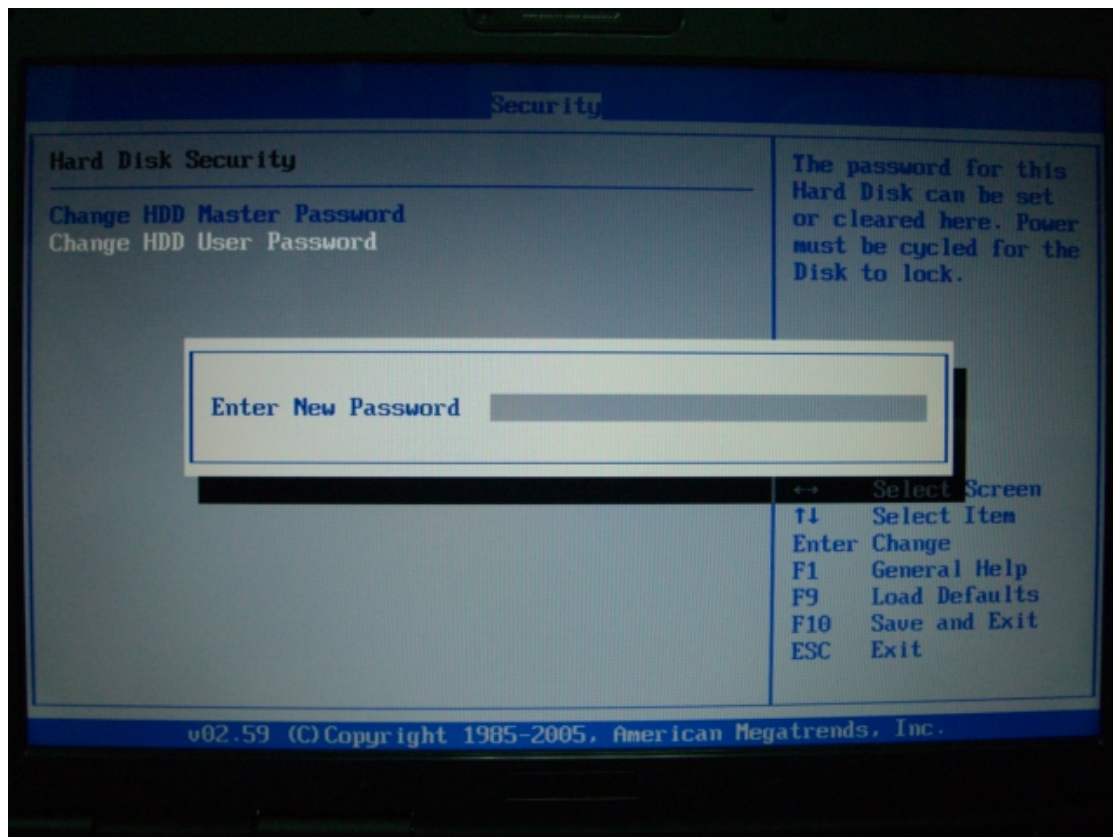 Security
Hard Disk Security
Change HDD Master Password
Change HDD User Password
The password for this
Hard Disk can be set
or cleared here. Power
must be cycled for the
Disk to lock.
Enter New Password
←→ Select Screen
↑↓ Select Item
Enter Change
F1 General Help
F9 Load Defaults
F10 Save and Exit
ESC Exit
v02.59 (C)Copyright 1985-2005, American Megatrends, Inc.